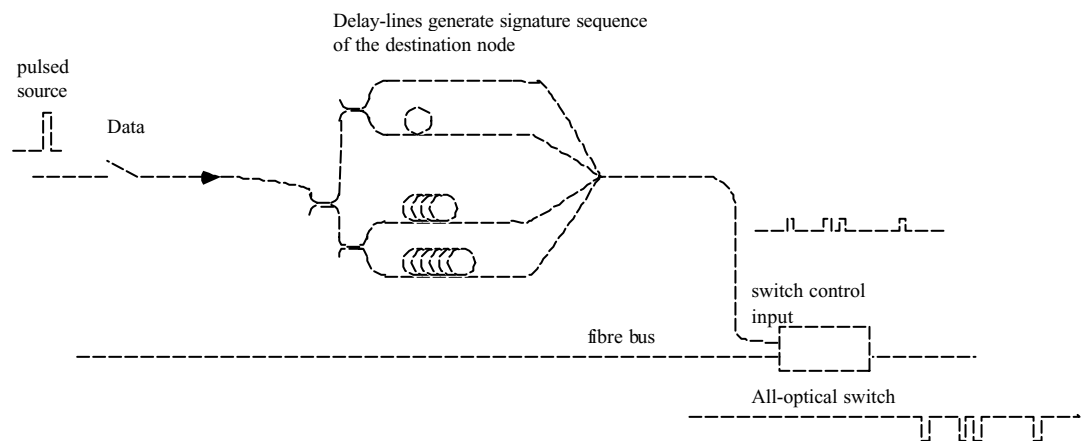 Delay-lines generate signature sequence
of the destination node
pulsed
source
Data
switch control
input
fibre bus
All-optical switch